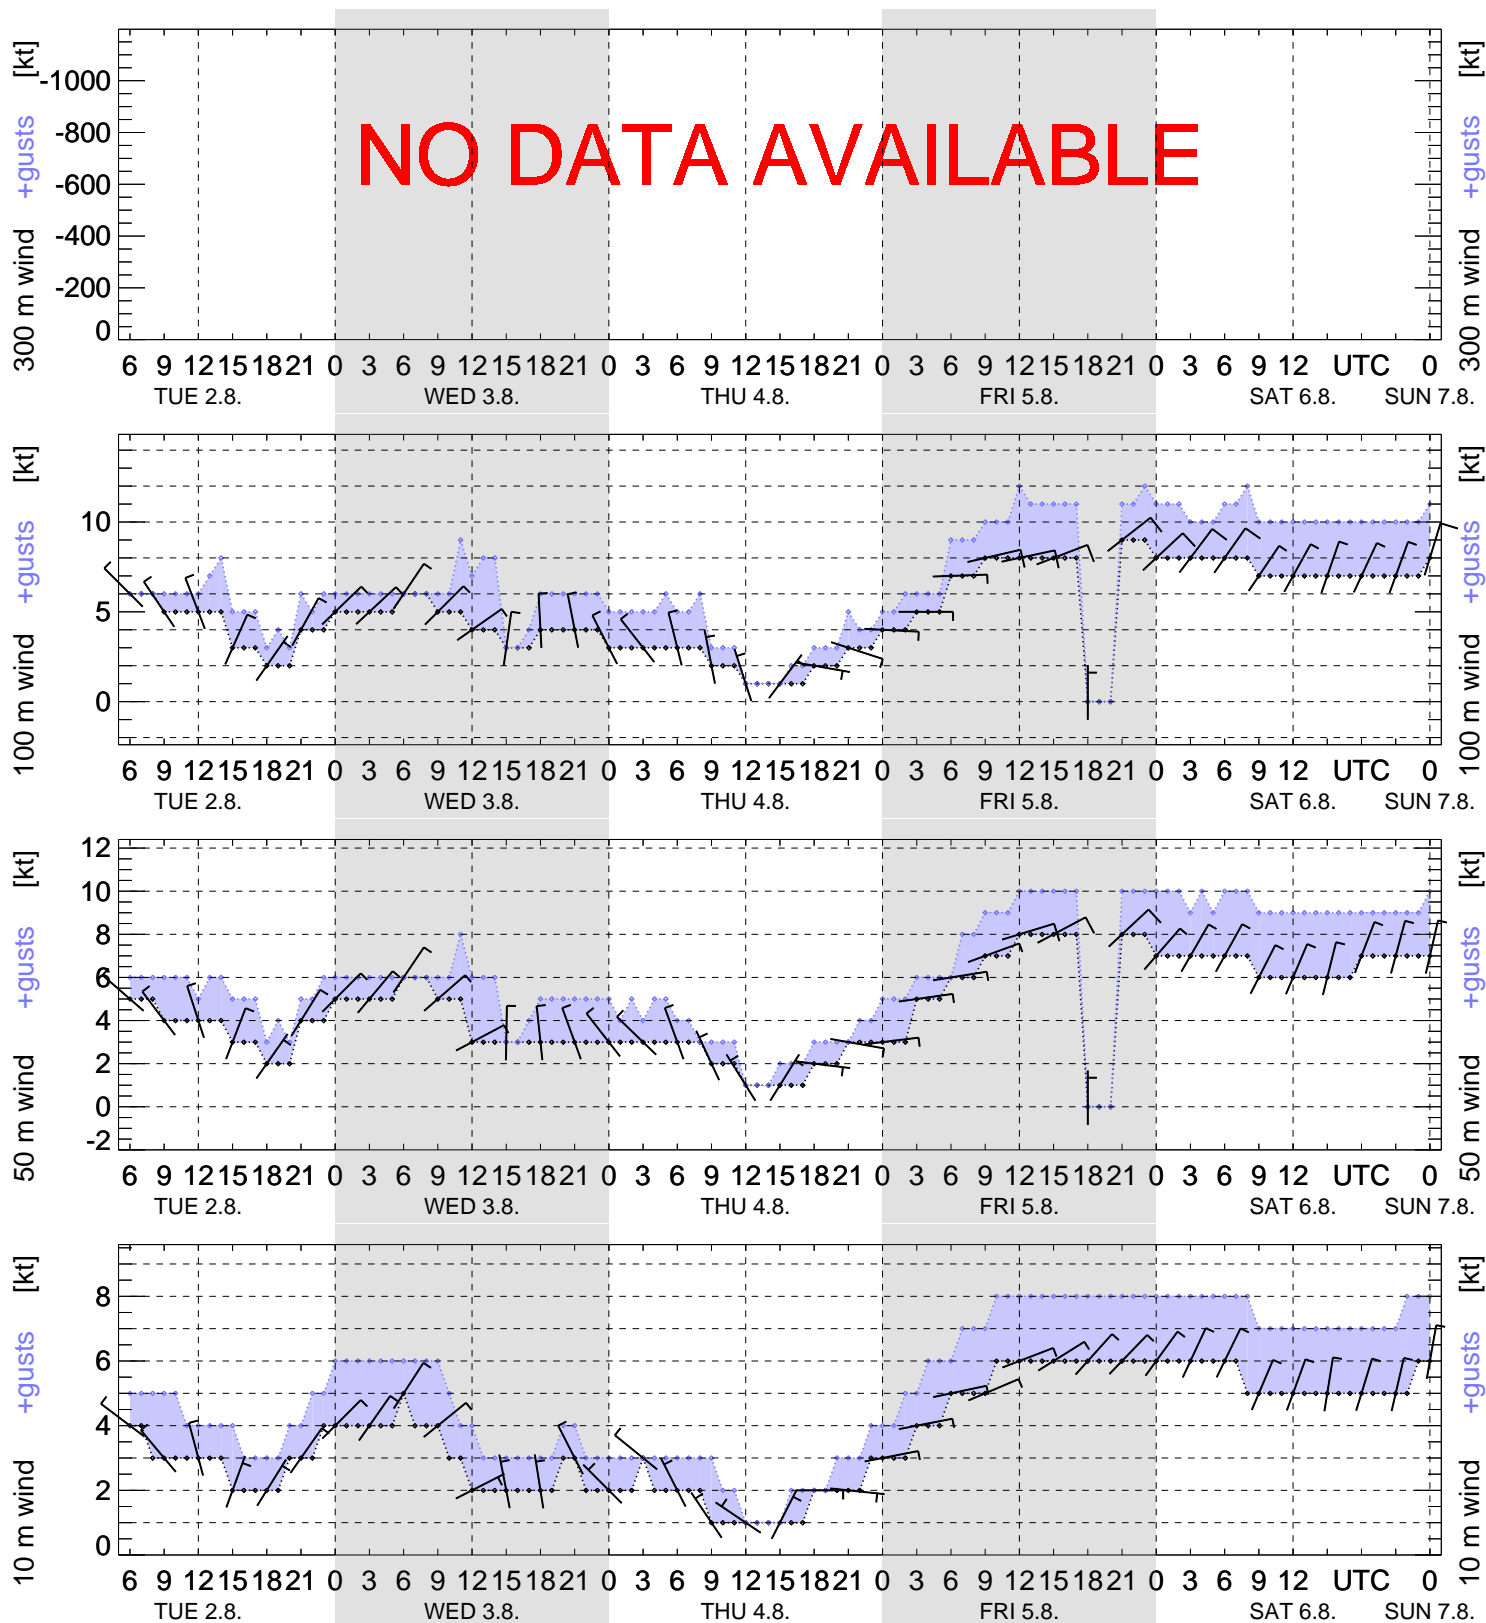 300 m wind +gusts [kt]
-1000
-800
-600
-400
-200
0
NO DATA AVAILABLE
300 m wind +gusts [kt]
6 9 12 15 18 21 0 3 6 9 12 15 18 21 0 3 6 9 12 15 18 21 0 3 6 9 12 15 18 21 0 3 6 9 12 UTC 0
TUE 2.8. WED 3.8. THU 4.8. FRI 5.8. SAT 6.8. SUN 7.8.
100 m wind +gusts [kt]
10
5
0
100 m wind +gusts [kt]
6 9 12 15 18 21 0 3 6 9 12 15 18 21 0 3 6 9 12 15 18 21 0 3 6 9 12 15 18 21 0 3 6 9 12 UTC 0
TUE 2.8. WED 3.8. THU 4.8. FRI 5.8. SAT 6.8. SUN 7.8.
50 m wind +gusts [kt]
12
10
8
6
4
2
0
-2
50 m wind +gusts [kt]
6 9 12 15 18 21 0 3 6 9 12 15 18 21 0 3 6 9 12 15 18 21 0 3 6 9 12 15 18 21 0 3 6 9 12 UTC 0
TUE 2.8. WED 3.8. THU 4.8. FRI 5.8. SAT 6.8. SUN 7.8.
10 m wind +gusts [kt]
8
6
4
2
0
10 m wind +gusts [kt]
6 9 12 15 18 21 0 3 6 9 12 15 18 21 0 3 6 9 12 15 18 21 0 3 6 9 12 15 18 21 0 3 6 9 12 UTC 0
TUE 2.8. WED 3.8. THU 4.8. FRI 5.8. SAT 6.8. SUN 7.8.